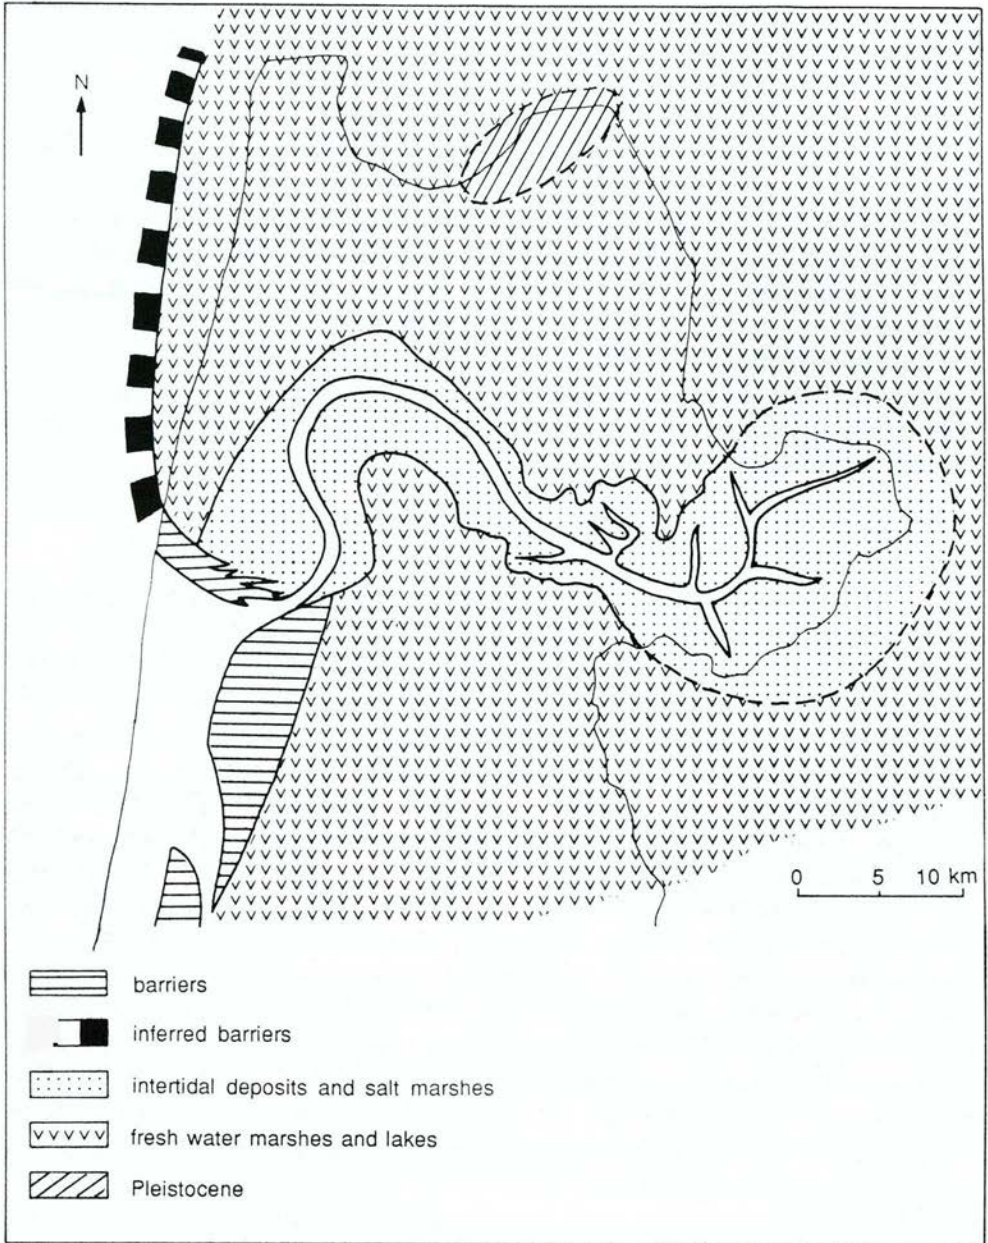 N
0 5 10 km
barriers
inferred barriers
intertidal deposits and salt marshes
fresh water marshes and lakes
Pleistocene